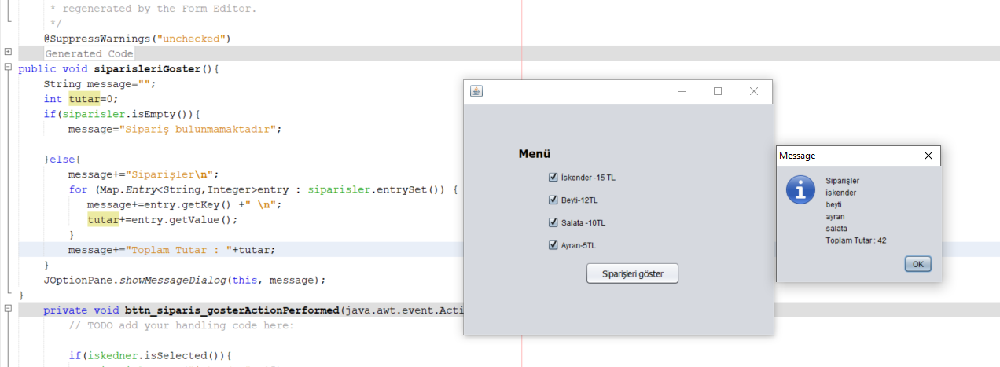 * regenerated by the Form Editor.
*/
@SuppressWarnings("unchecked")
Generated Code
public void siparisleriGoster(){
String message="";
int tutar=0;
if(siparisler.isEmpty()){
message="Sipariş bulunmamaktadır";
}else{
message+="Siparişler\n";
for (Map.Entry<String,Integer>entry : siparisler.entrySet()) {
message+=entry.getKey() +" \n";
tutar+=entry.getValue();
}
message+="Toplam Tutar : "+tutar;
}
JOptionPane.showMessageDialog(this, message);
}
private void bttn_siparis_gosterActionPerformed(java.awt.event.Acti
// TODO add your handling code here:
if(iskedner.isSelected()){
Menü
İskender -15 TL
Beyti-12TL
Salata -10TL
Ayran-5TL
Siparişleri göster
Message
Siparişler
iskender
beyti
ayran
salata
Toplam Tutar : 42
OK